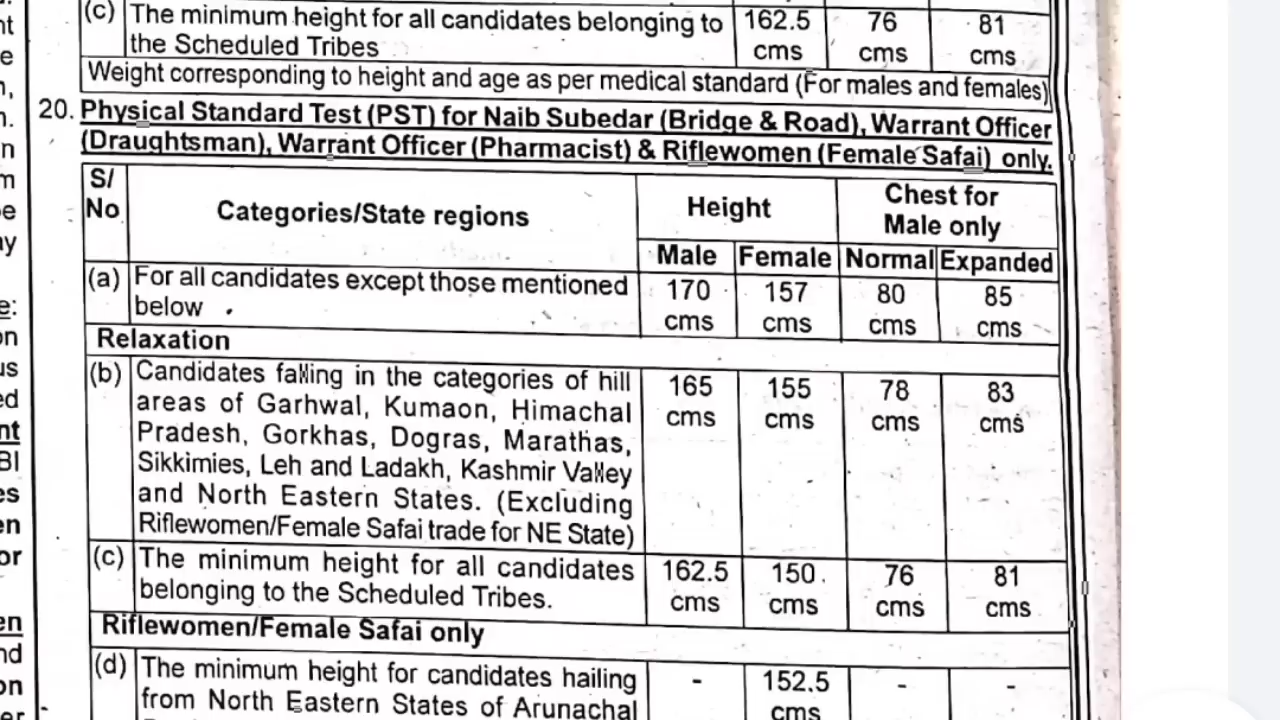 (c) The minimum height for all candidates belonging to 162.5 76 81
the Scheduled Tribes cms cms cms
Weight corresponding to height and age as per medical standard (For males and females)
20. Physical Standard Test (PST) for Naib Subedar (Bridge & Road), Warrant Officer
(Draughtsman), Warrant Officer (Pharmacist) & Riflewomen (Female Safai) only.
S/ No Categories/State regions Height Chest for Male only
Male Female Normal Expanded
(a) For all candidates except those mentioned 170 157 80 85
below cms cms cms cms
Relaxation
(b) Candidates falling in the categories of hill 165 155 78 83
areas of Garhwal, Kumaon, Himachal cms cms cms cms
Pradesh, Gorkhas, Dogras, Marathas,
Sikkimies, Leh and Ladakh, Kashmir Valley
and North Eastern States. (Excluding
Riflewomen/Female Safai trade for NE State)
(c) The minimum height for all candidates 162.5 150 76 81
belonging to the Scheduled Tribes. cms cms cms cms
Riflewomen/Female Safai only
(d) The minimum height for candidates hailing - 152.5 - -
from North Eastern States of Arunachal cms